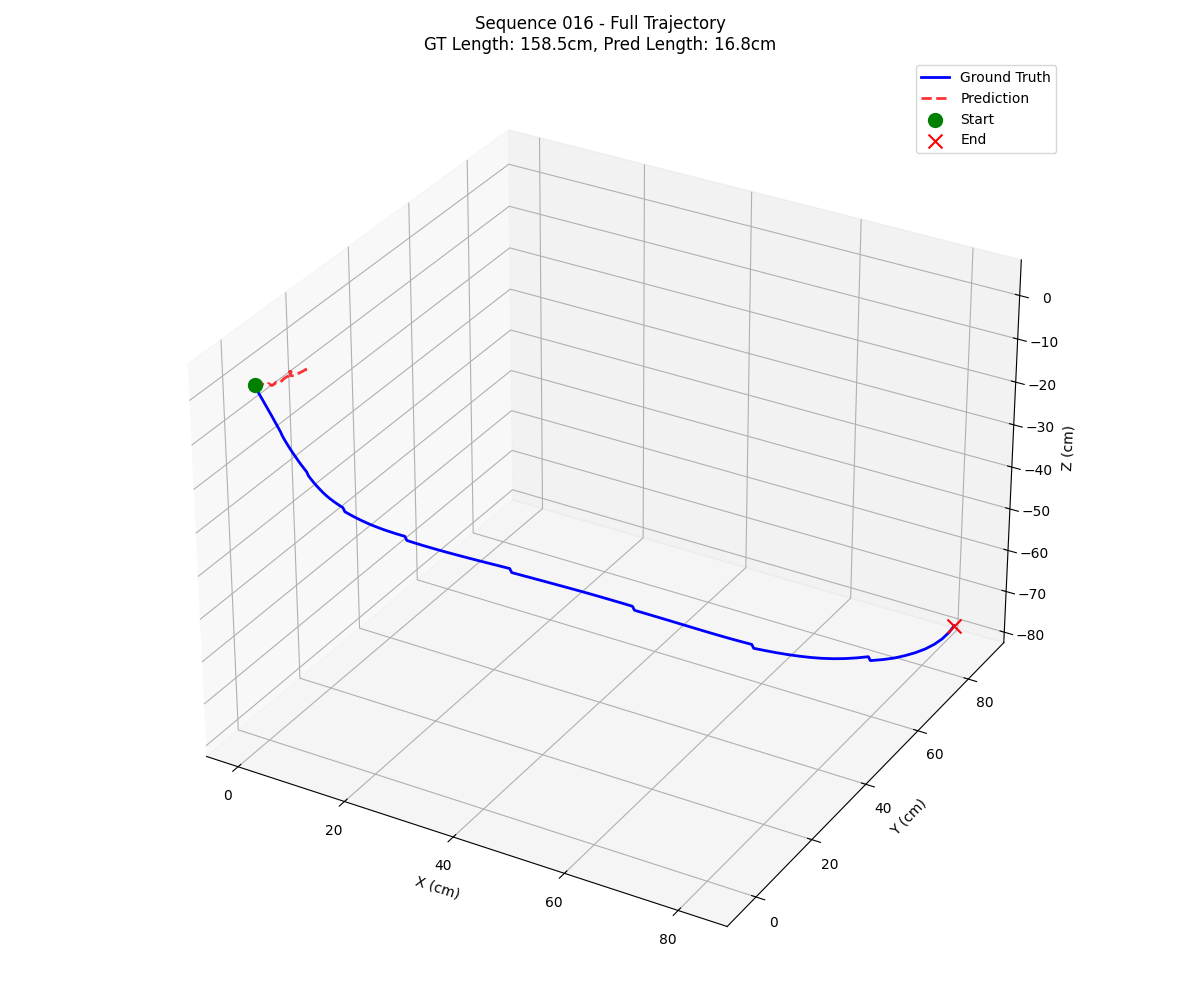 Sequence 016 - Full Trajectory
GT Length: 158.5cm, Pred Length: 16.8cm
Ground Truth
Prediction
Start
End
0
−10
−20
−30
−40
−50
−60
−70
−80
Z (cm)
80
60
40
20
0
Y (cm)
0
20
40
60
80
X (cm)